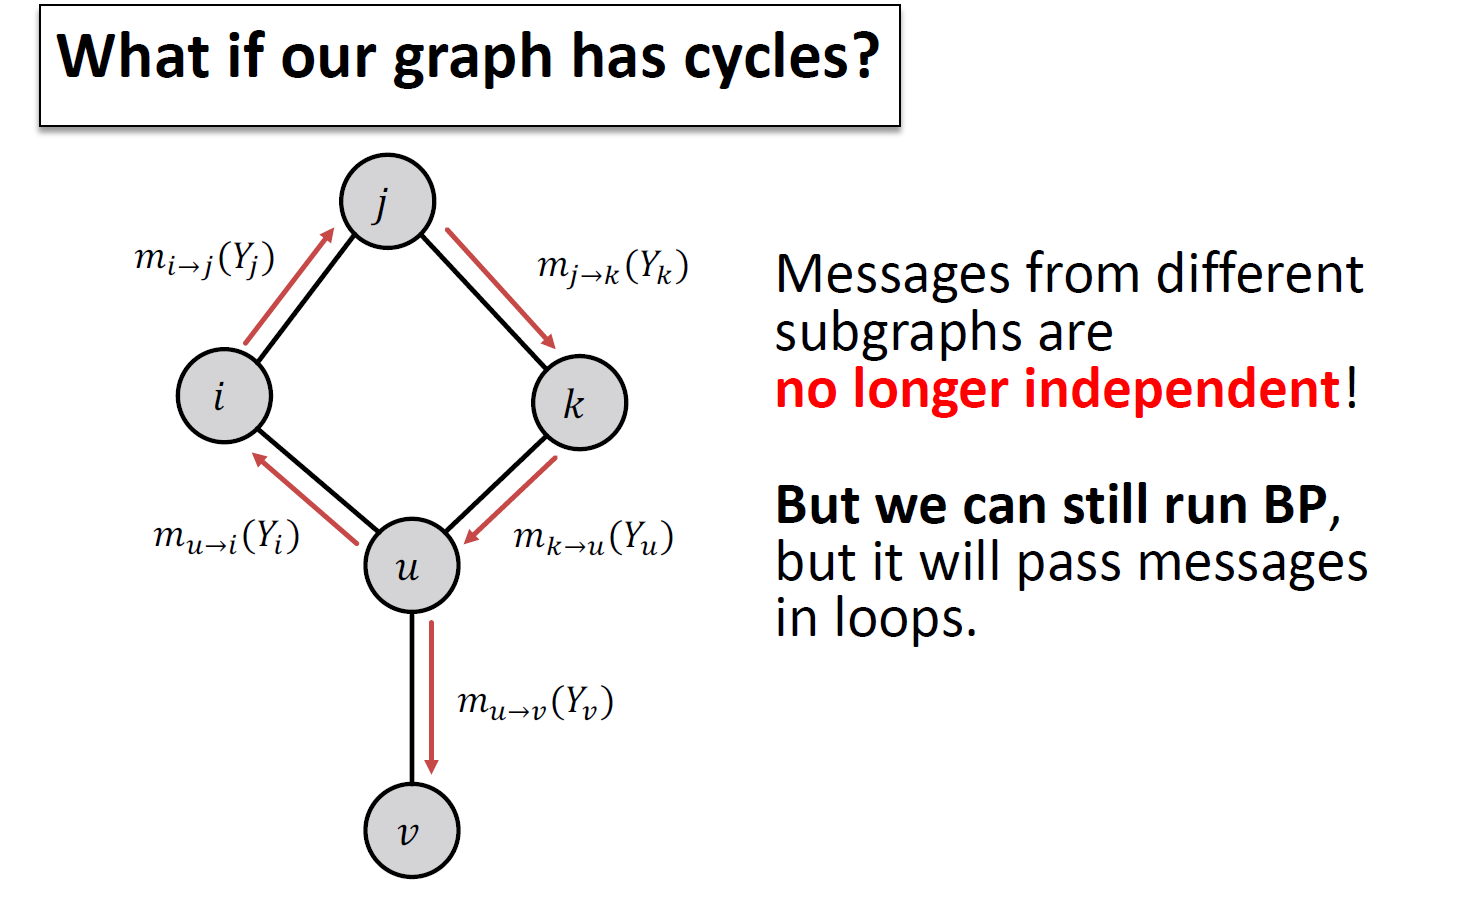 What if our graph has cycles?
j
m_{i→j}(Y_j)
m_{j→k}(Y_k)
Messages from different
subgraphs are
no longer independent!
i
k
But we can still run BP,
but it will pass messages
in loops.
m_{u→i}(Y_i)
m_{k→u}(Y_u)
u
m_{u→v}(Y_v)
v